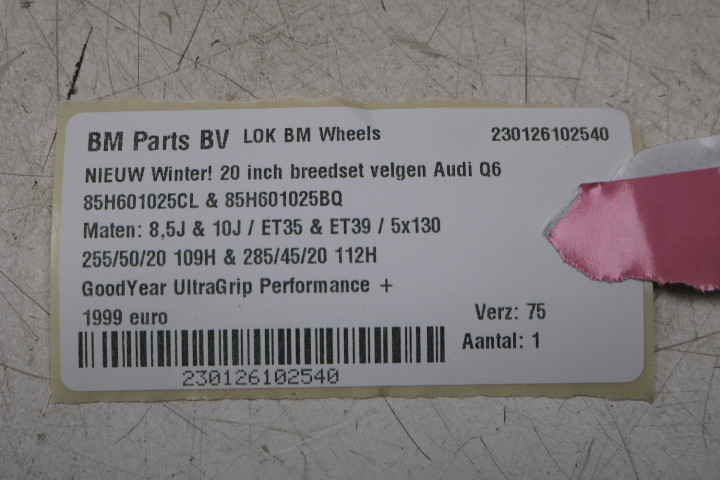 BM Parts BV LOK BM Wheels 230126102540
NIEUW Winter! 20 inch breedset velgen Audi Q6
85H601025CL & 85H601025BQ
Maten: 8,5J & 10J / ET35 & ET39 / 5x130
255/50/20 109H & 285/45/20 112H
GoodYear UltraGrip Performance +
1999 euro Verz: 75
Aantal: 1
230126102540